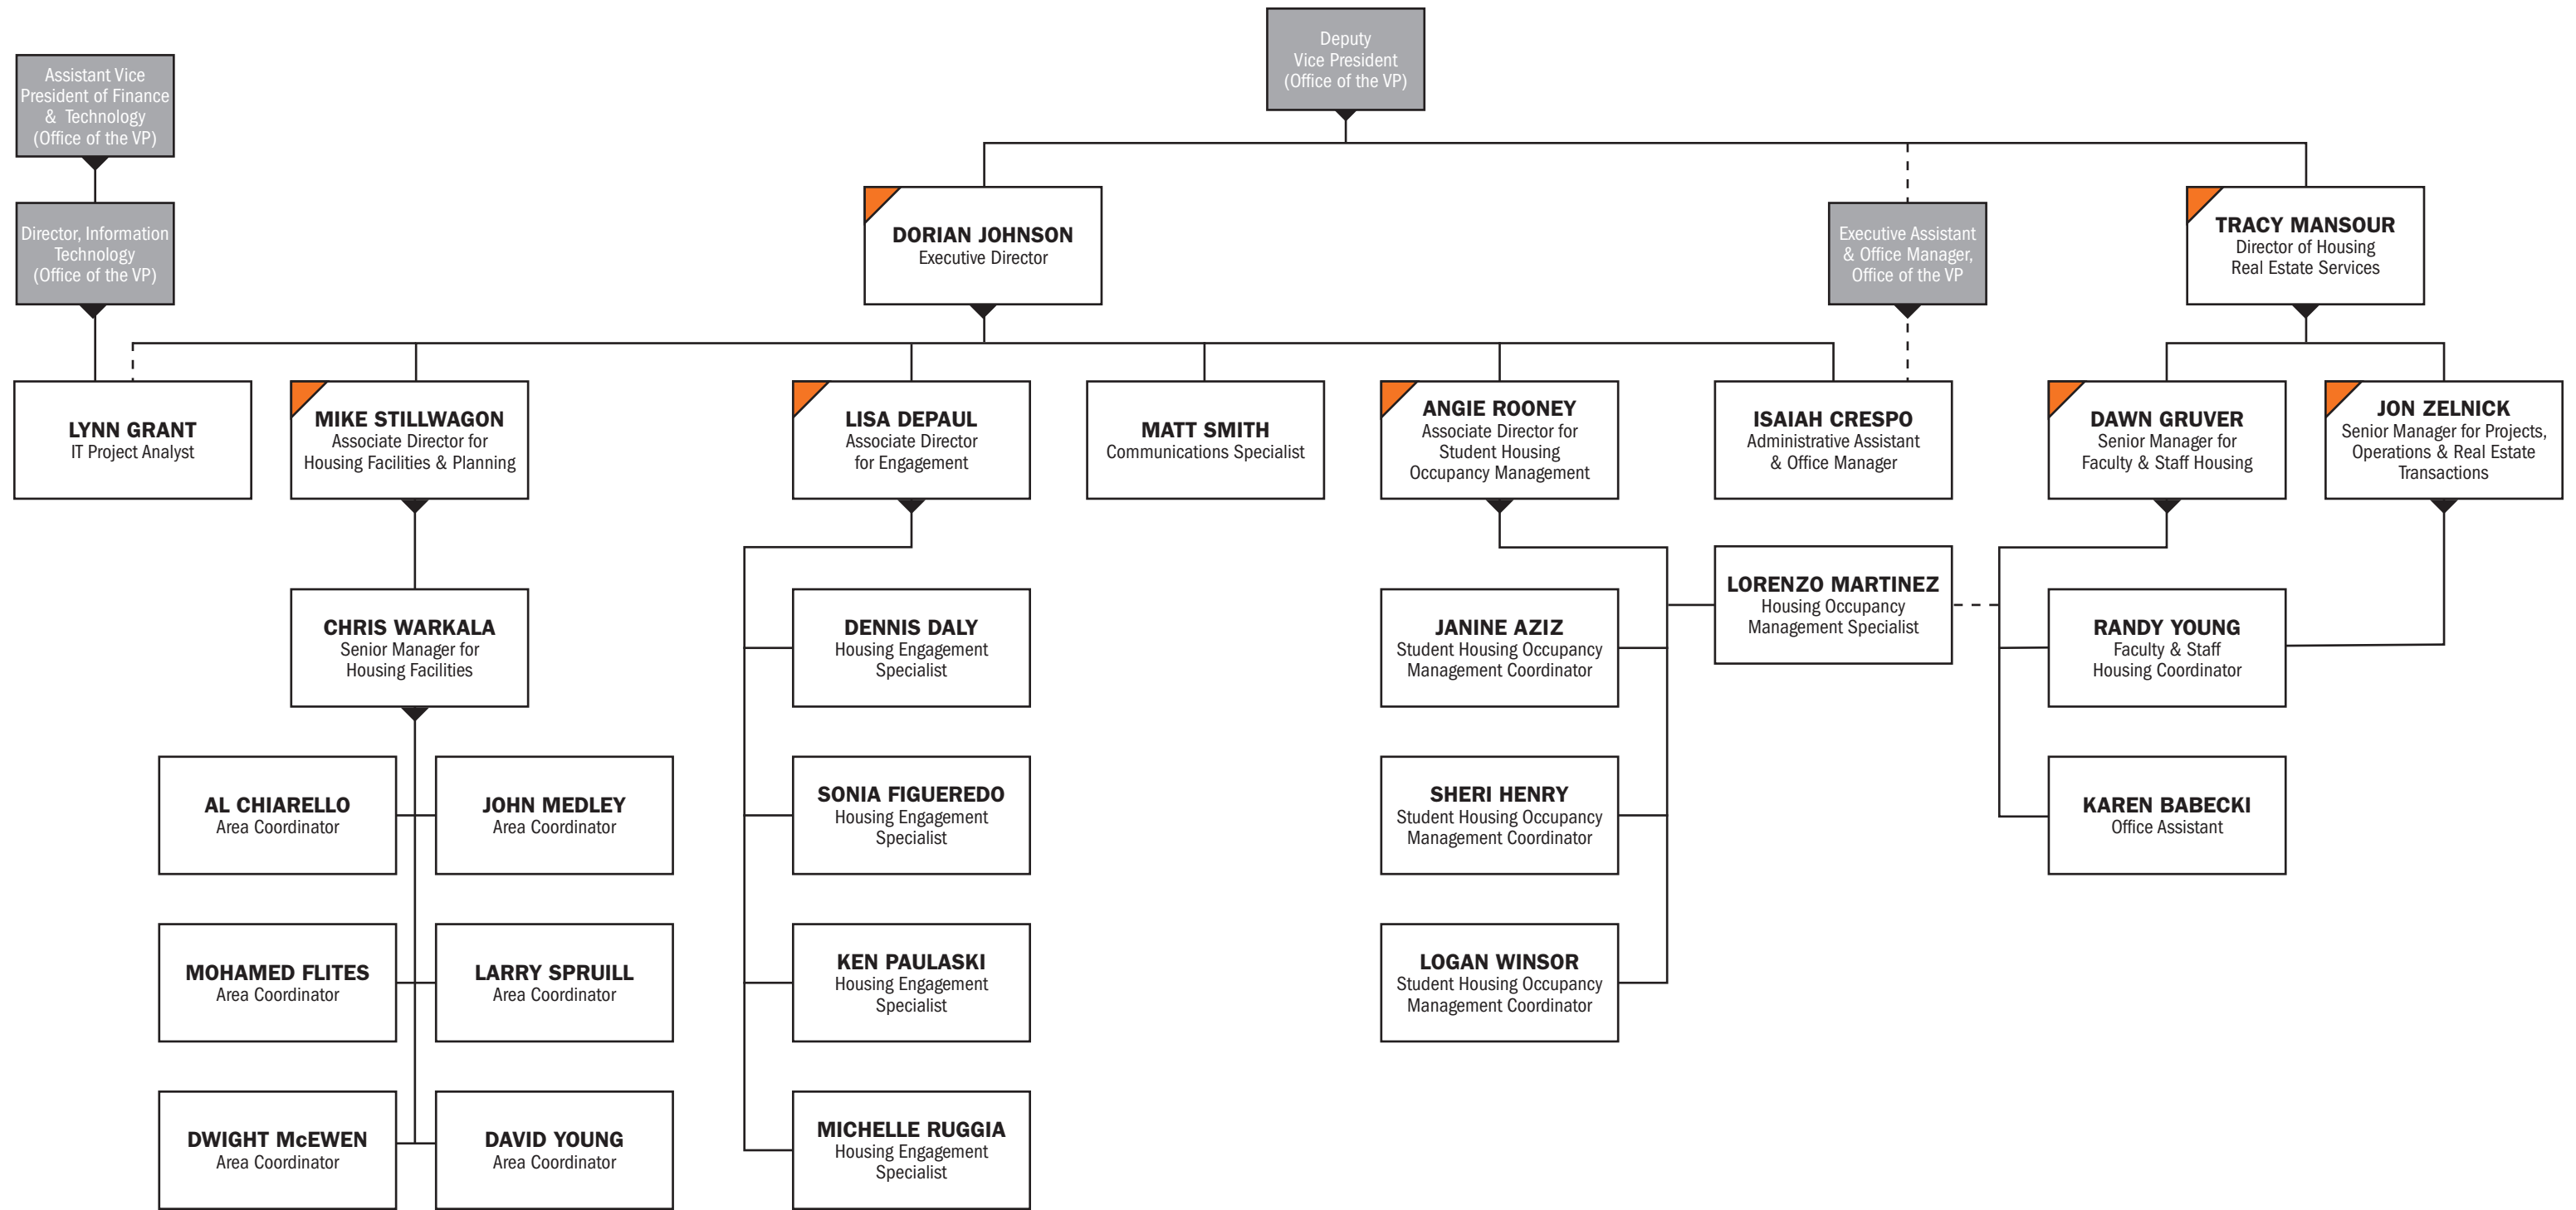 Deputy
Vice President
(Office of the VP)
Assistant Vice
President of Finance
& Technology
(Office of the VP)
Director, Information
Technology
(Office of the VP)
DORIAN JOHNSON
Executive Director
Executive Assistant
& Office Manager,
Office of the VP
TRACY MANSOUR
Director of Housing
Real Estate Services
LYNN GRANT
IT Project Analyst
MIKE STILLWAGON
Associate Director for
Housing Facilities & Planning
LISA DEPAUL
Associate Director
for Engagement
MATT SMITH
Communications Specialist
ANGIE ROONEY
Associate Director for
Student Housing
Occupancy Management
ISAIAH CRESPO
Administrative Assistant
& Office Manager
DAWN GRUVER
Senior Manager for
Faculty & Staff Housing
JON ZELNICK
Senior Manager for Projects,
Operations & Real Estate
Transactions
CHRIS WARKALA
Senior Manager for
Housing Facilities
DENNIS DALY
Housing Engagement
Specialist
JANINE AZIZ
Student Housing Occupancy
Management Coordinator
LORENZO MARTINEZ
Housing Occupancy
Management Specialist
RANDY YOUNG
Faculty & Staff
Housing Coordinator
AL CHIARELLO
Area Coordinator
JOHN MEDLEY
Area Coordinator
SONIA FIGUEREDO
Housing Engagement
Specialist
SHERI HENRY
Student Housing Occupancy
Management Coordinator
KAREN BABECKI
Office Assistant
MOHAMED FLITES
Area Coordinator
LARRY SPRUILL
Area Coordinator
KEN PAULASKI
Housing Engagement
Specialist
LOGAN WINSOR
Student Housing Occupancy
Management Coordinator
DWIGHT McEWEN
Area Coordinator
DAVID YOUNG
Area Coordinator
MICHELLE RUGGIA
Housing Engagement
Specialist